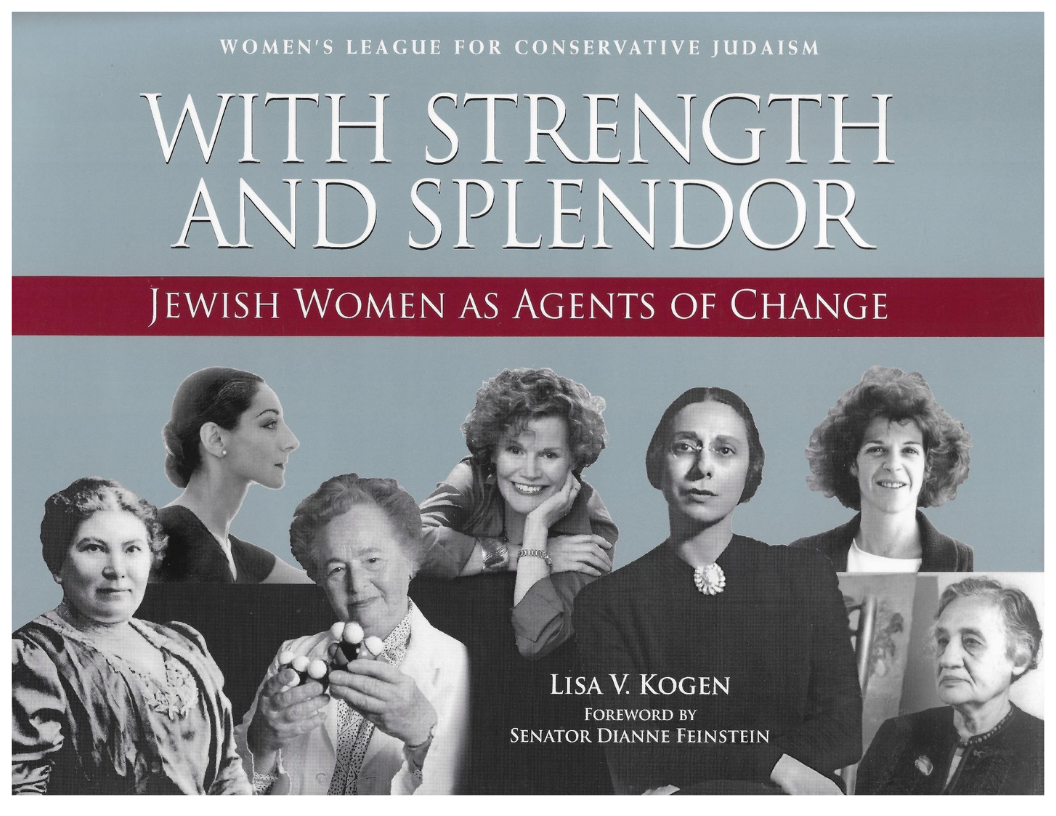 WOMEN'S LEAGUE FOR CONSERVATIVE JUDAISM
WITH STRENGTH
AND SPLENDOR
JEWISH WOMEN AS AGENTS OF CHANGE
LISA V. KOGEN
FOREWORD BY
SENATOR DIANNE FEINSTEIN